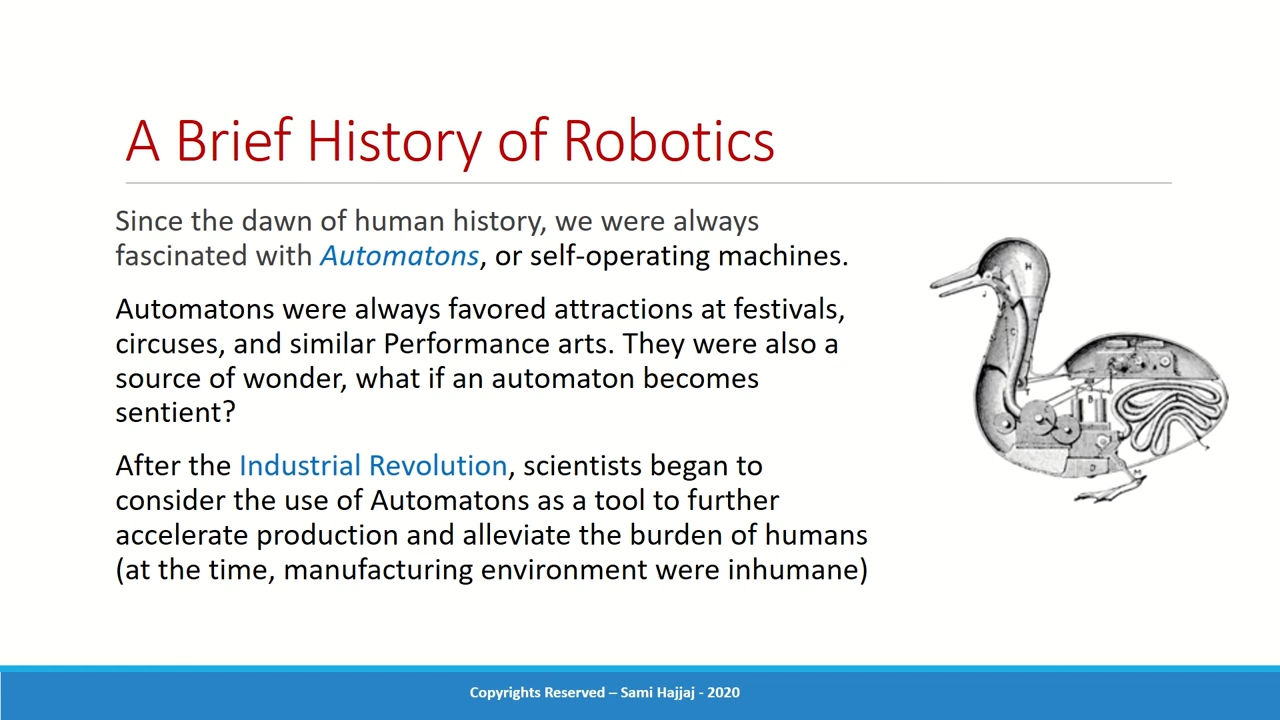 A Brief History of Robotics
Since the dawn of human history, we were always
fascinated with Automatons, or self-operating machines.
Automatons were always favored attractions at festivals,
circuses, and similar Performance arts. They were also a
source of wonder, what if an automaton becomes
sentient?
After the Industrial Revolution, scientists began to
consider the use of Automatons as a tool to further
accelerate production and alleviate the burden of humans
(at the time, manufacturing environment were inhumane)
H
C
B
D
M
Copyrights Reserved – Sami Hajjaj - 2020